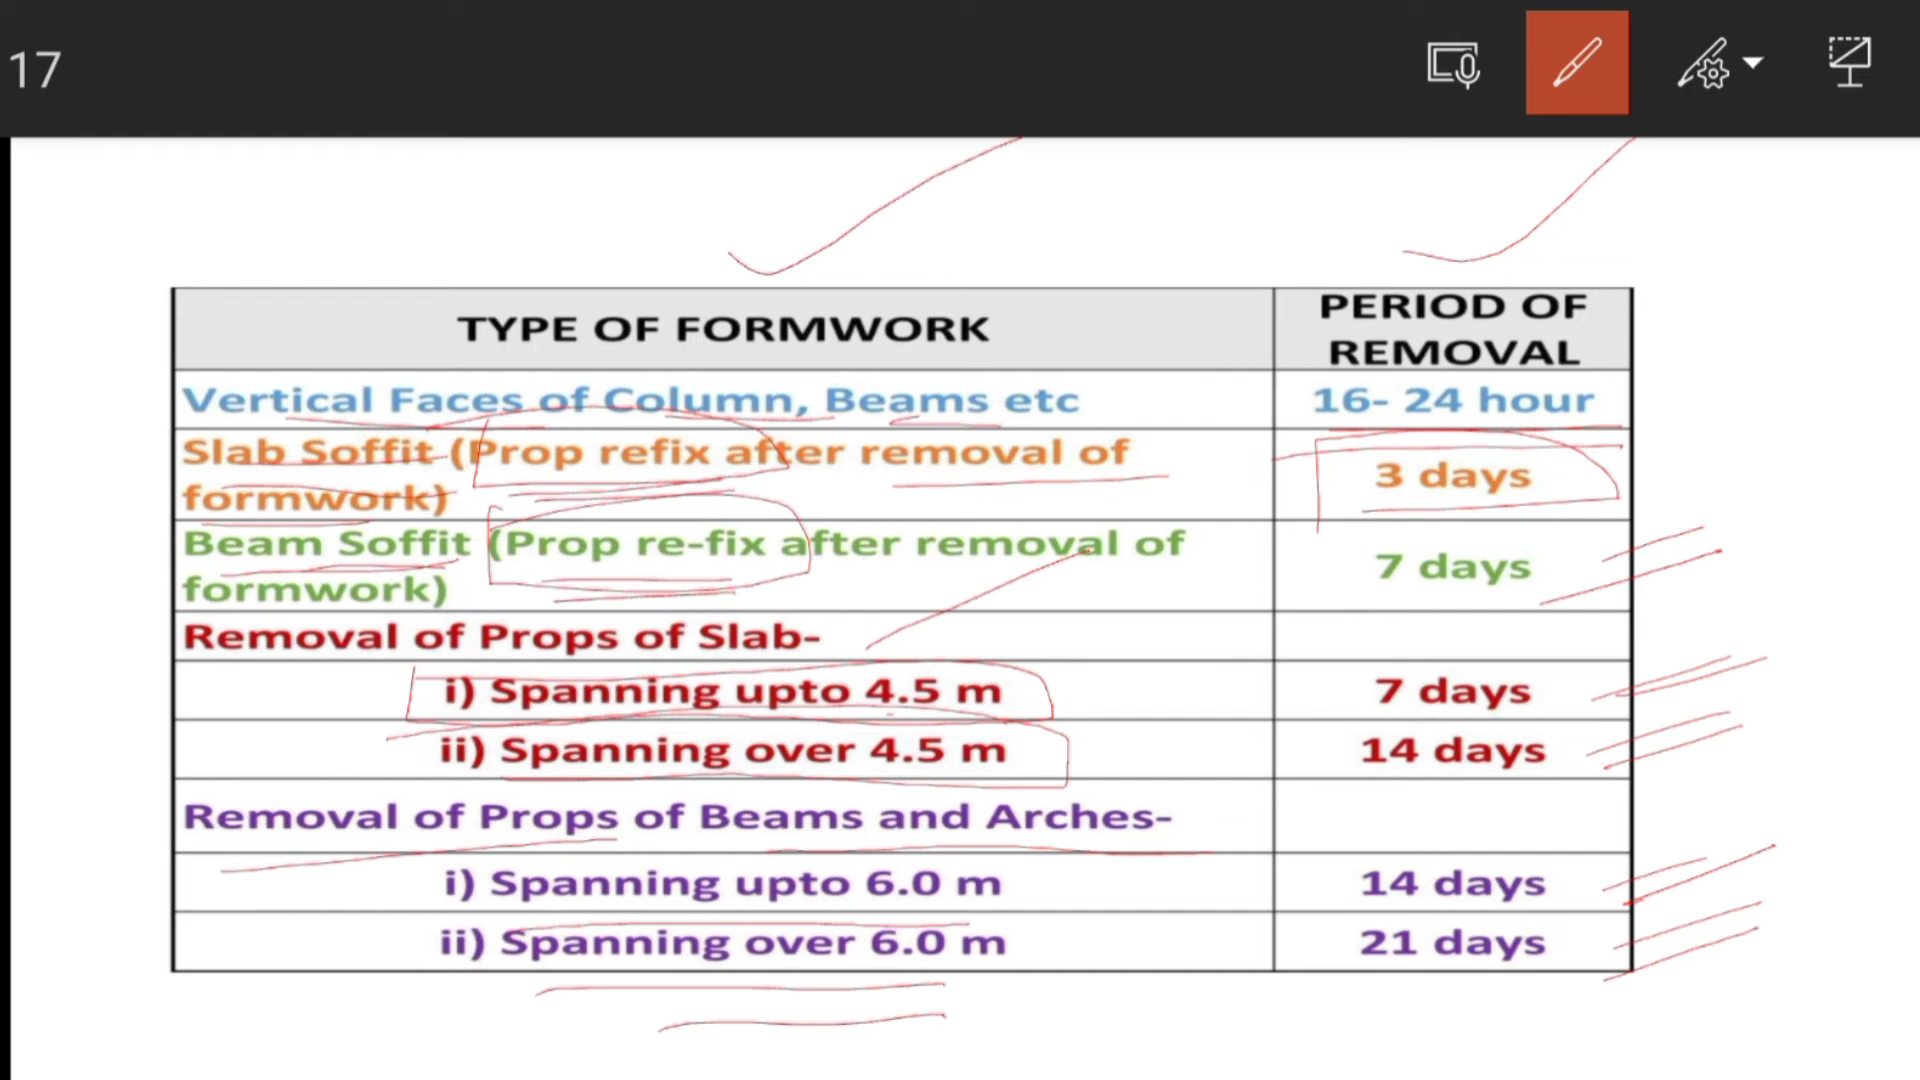 17
TYPE OF FORMWORK
PERIOD OF
REMOVAL
Vertical Faces of Column, Beams etc
16- 24 hour
Slab Soffit (Prop refix after removal of
formwork)
3 days
Beam Soffit (Prop re-fix after removal of
formwork)
7 days
Removal of Props of Slab-
i) Spanning upto 4.5 m
7 days
ii) Spanning over 4.5 m
14 days
Removal of Props of Beams and Arches-
i) Spanning upto 6.0 m
14 days
ii) Spanning over 6.0 m
21 days